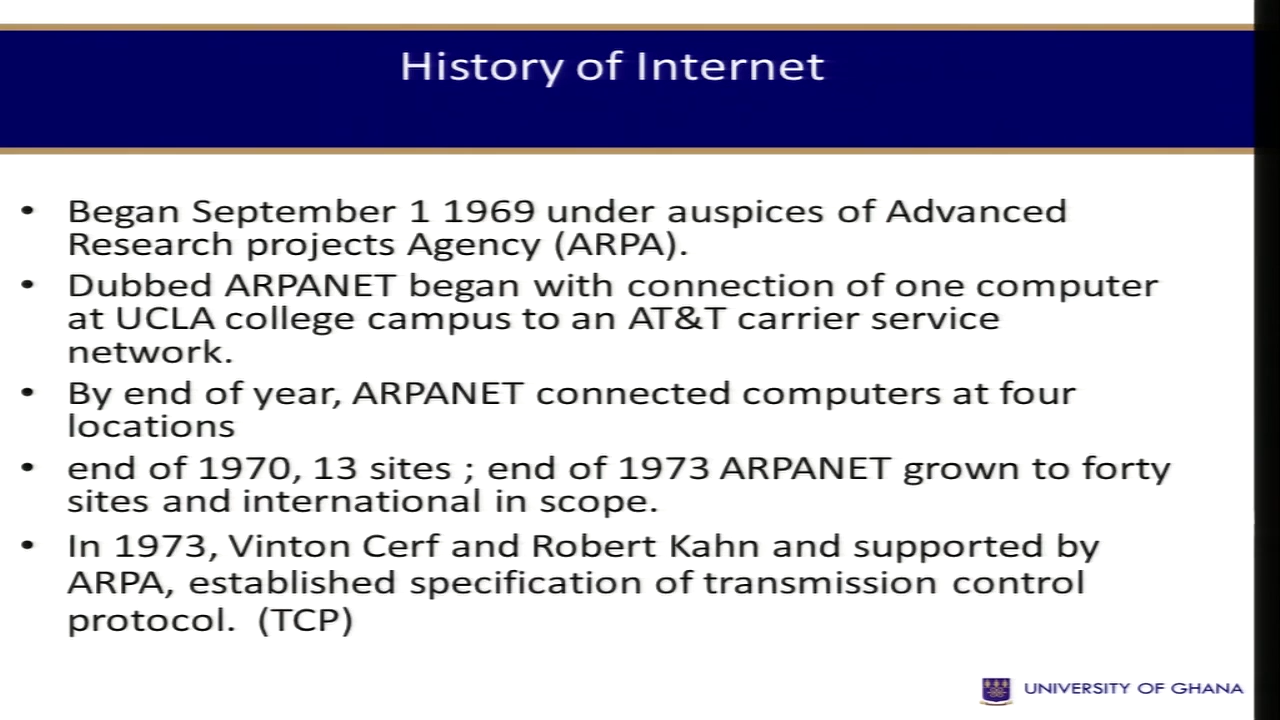 History of Internet
• Began September 1 1969 under auspices of Advanced
Research projects Agency (ARPA).
• Dubbed ARPANET began with connection of one computer
at UCLA college campus to an AT&T carrier service
network.
• By end of year, ARPANET connected computers at four
locations
• end of 1970, 13 sites ; end of 1973 ARPANET grown to forty
sites and international in scope.
• In 1973, Vinton Cerf and Robert Kahn and supported by
ARPA, established specification of transmission control
protocol.  (TCP)
UNIVERSITY OF GHANA